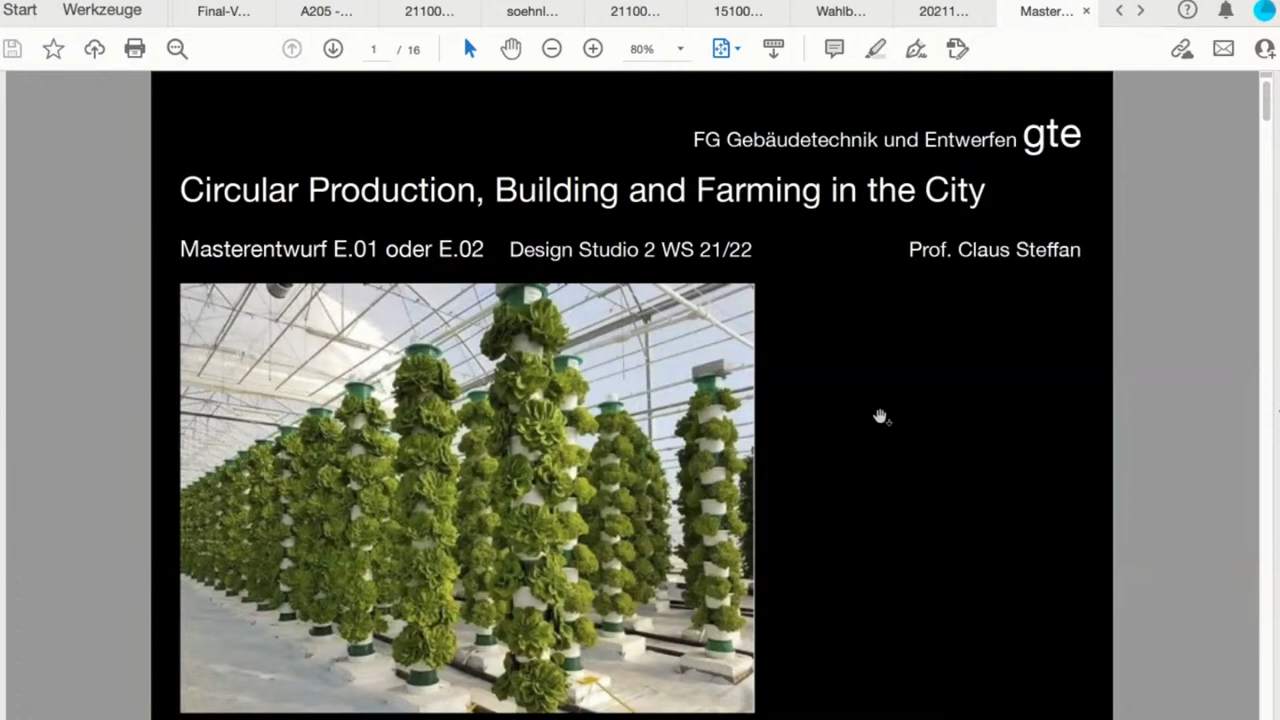 Start Werkzeuge Final-V... A205 -... 21100... soehnl... 21100... 15100... Wahlb... 20211... Master... ×
1 / 16 80%
FG Gebäudetechnik und Entwerfen gte
Circular Production, Building and Farming in the City
Masterentwurf E.01 oder E.02 Design Studio 2 WS 21/22 Prof. Claus Steffan